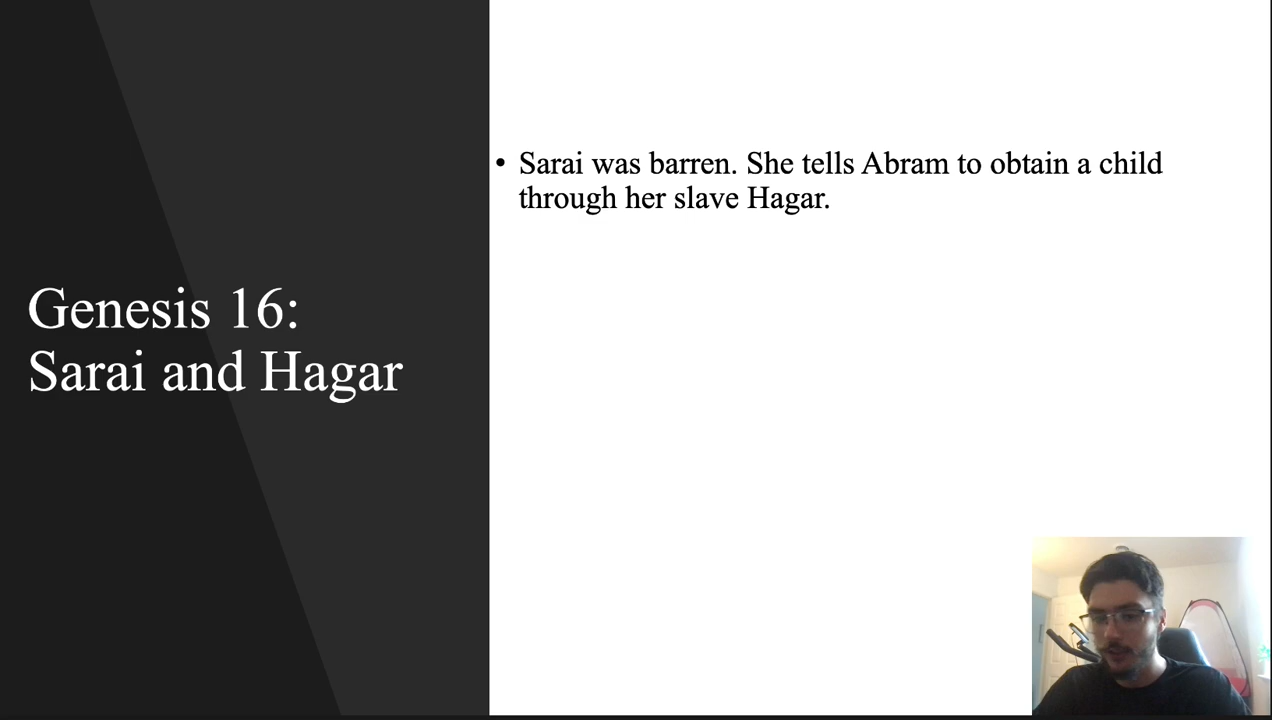 Genesis 16:
Sarai and Hagar
• Sarai was barren. She tells Abram to obtain a child
through her slave Hagar.